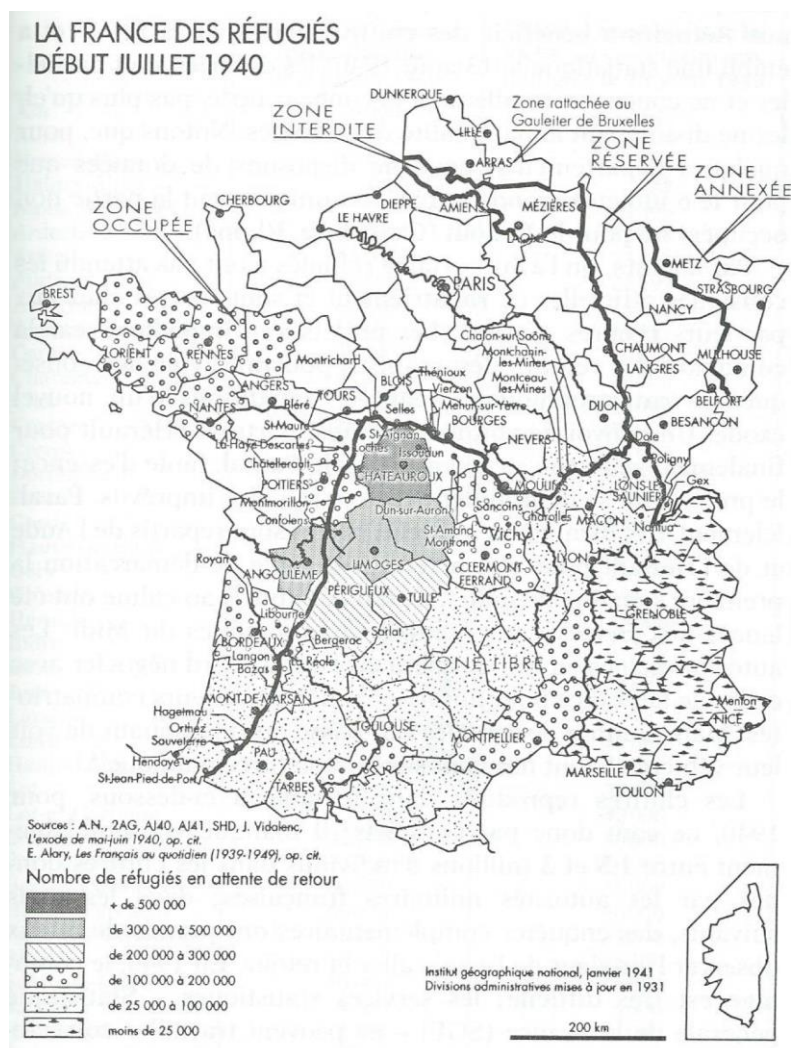 LA FRANCE DES RÉFUGIÉS
DÉBUT JUILLET 1940
DUNKERQUE
ZONE
INTERDITE
Zone rattachée au
Gauleiter de Bruxelles
LILLE
ARRAS
ZONE
RÉSERVÉE
ZONE
ANNEXÉE
ZONE
OCCUPÉE
CHERBOURG
DIEPPE
LE HAVRE
AMIENS
MÉZIÈRES
LAON
METZ
STRASBOURG
NANCY
PARIS
BREST
LORIENT
RENNES
Montrichard
Chalon-sur-Saône
Montchanin-
les-Mines
Montceau-
les-Mines
CHAUMONT
LANGRES
MULHOUSE
BELFORT
ANGERS
NANTES
Bléré
TOURS
BLOIS
Selles
Thénioux
Vierzon
Mehun-sur-Yèvre
BOURGES
DIJON
BESANÇON
St-Maure
La Haye-Descartes
Châtellerault
St-Aignan
Loches
Issoudun
NEVERS
Dole
Poligny
POITIERS
CHÂTEAUROUX
MOULINS
LONS-LE-
SAUNIER
Gex
Montmorillon
Confolens
Dun-sur-Auron
St-Amand-
Montrond
Sancoins
Charolles
MÂCON
Nantua
Vichy
Royan
ANGOULÊME
LIMOGES
CLERMONT-
FERRAND
LYON
PÉRIGUEUX
TULLE
GRENOBLE
Libourne
BORDEAUX
Bergerac
Sarlat
Langon
Bazas
La Réole
ZONE LIBRE
MONT-DE-MARSAN
Hagetmau
Orthez
Sauveterre
TOULOUSE
MONTPELLIER
Menton
NICE
Hendaye
St-Jean-Pied-de-Port
PAU
TARBES
MARSEILLE
TOULON
Sources : A.N., 2AG, AJ40, AJ41, SHD, J. Vidalenc,
L'exode de mai-juin 1940, op. cit.
E. Alary, Les Français au quotidien (1939-1949), op. cit.
Nombre de réfugiés en attente de retour
+ de 500 000
de 300 000 à 500 000
de 200 000 à 300 000
de 100 000 à 200 000
de 25 000 à 100 000
moins de 25 000
Institut géographique national, janvier 1941
Divisions administratives mises à jour en 1931
200 km